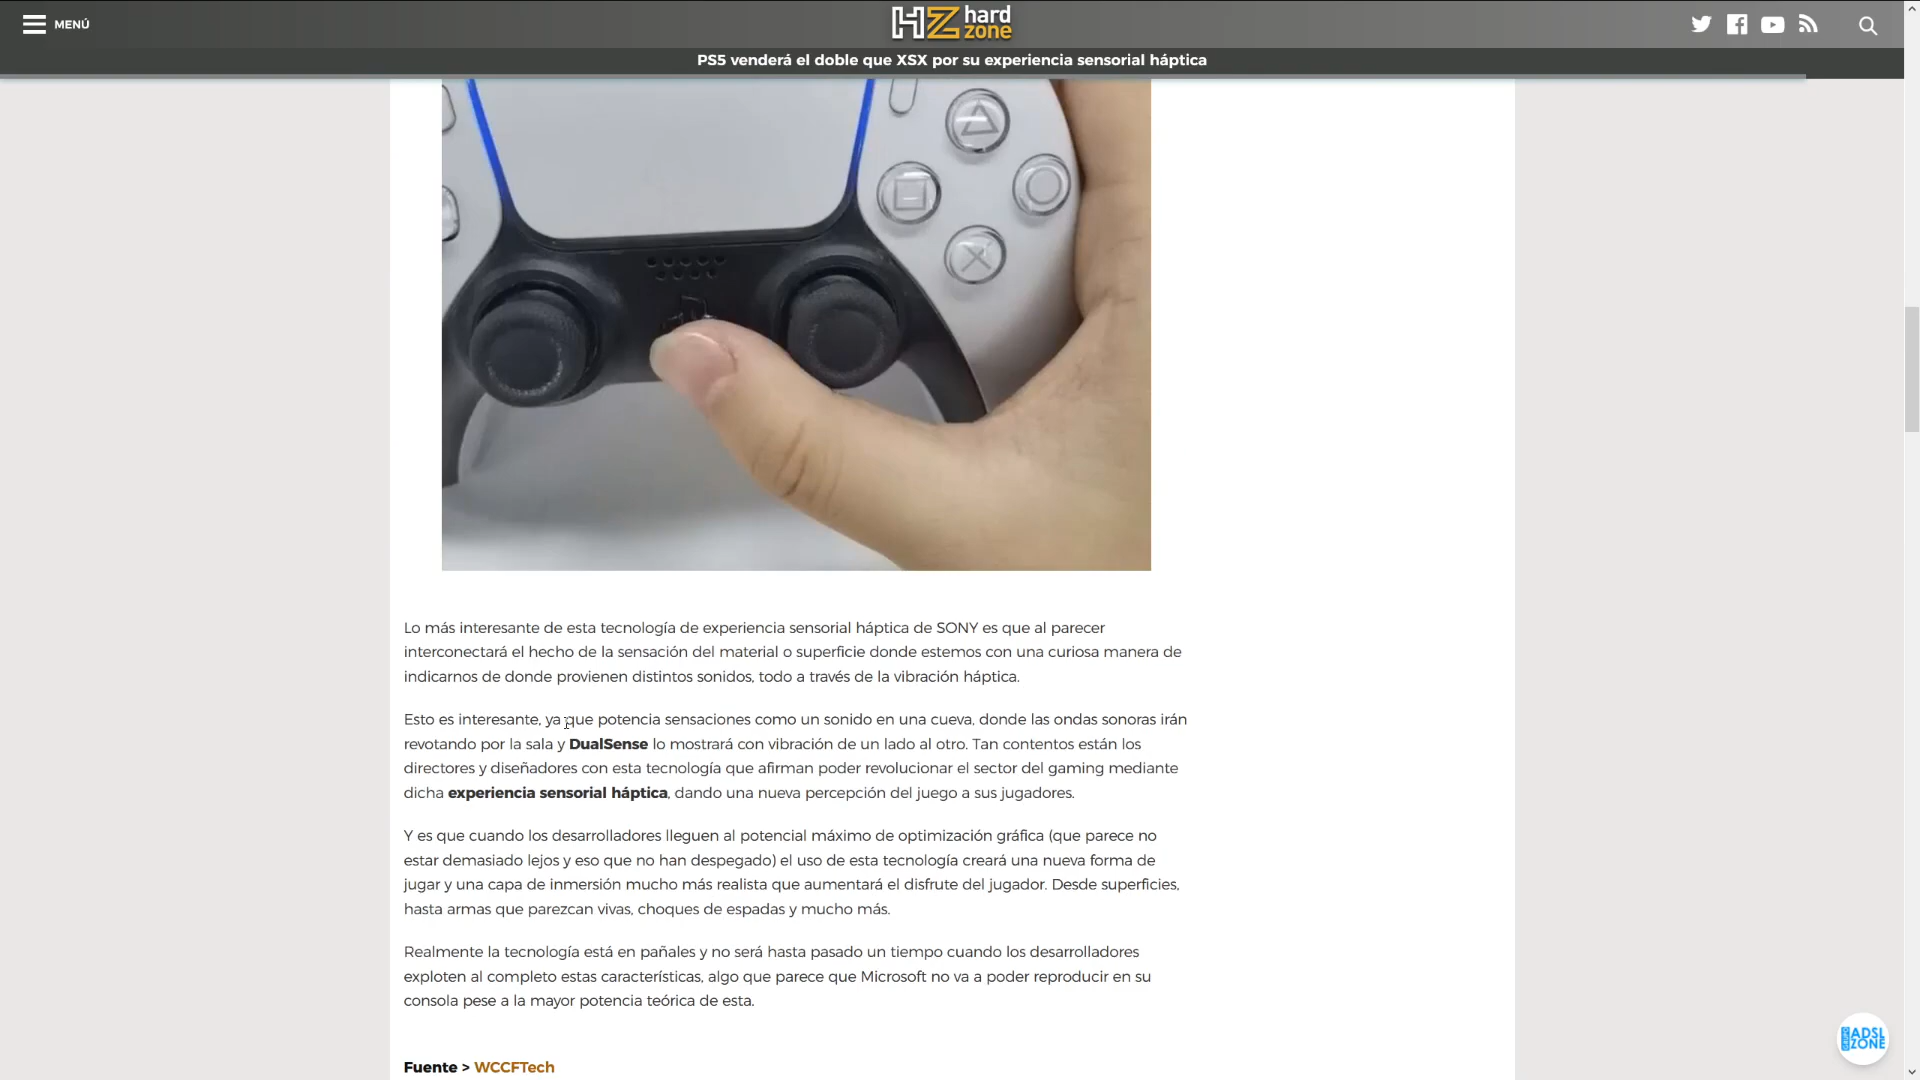 MENÚ
hard
zone
PS5 venderá el doble que XSX por su experiencia sensorial háptica
Lo más interesante de esta tecnología de experiencia sensorial háptica de SONY es que al parecer
interconectará el hecho de la sensación del material o superficie donde estemos con una curiosa manera de
indicarnos de donde provienen distintos sonidos, todo a través de la vibración háptica.
Esto es interesante, ya que potencia sensaciones como un sonido en una cueva, donde las ondas sonoras irán
revotando por la sala y DualSense lo mostrará con vibración de un lado al otro. Tan contentos están los
directores y diseñadores con esta tecnología que afirman poder revolucionar el sector del gaming mediante
dicha experiencia sensorial háptica, dando una nueva percepción del juego a sus jugadores.
Y es que cuando los desarrolladores lleguen al potencial máximo de optimización gráfica (que parece no
estar demasiado lejos y eso que no han despegado) el uso de esta tecnología creará una nueva forma de
jugar y una capa de inmersión mucho más realista que aumentará el disfrute del jugador. Desde superficies,
hasta armas que parezcan vivas, choques de espadas y mucho más.
Realmente la tecnología está en pañales y no será hasta pasado un tiempo cuando los desarrolladores
exploten al completo estas características, algo que parece que Microsoft no va a poder reproducir en su
consola pese a la mayor potencia teórica de esta.
Fuente > WCCFTech
GRUPO
ADSL
ZONE